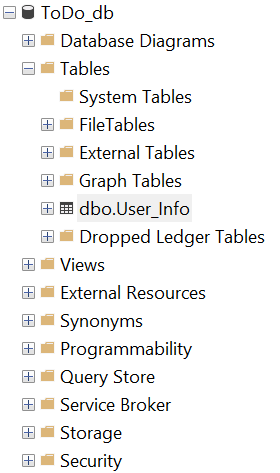 ToDo_db
Database Diagrams
Tables
System Tables
FileTables
External Tables
Graph Tables
dbo.User_Info
Dropped Ledger Tables
Views
External Resources
Synonyms
Programmability
Query Store
Service Broker
Storage
Security